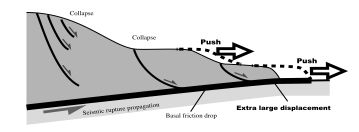 Collapse
Collapse
Push
Push
Extra large displacement
Seismic rupture propagation
Basal friction drop